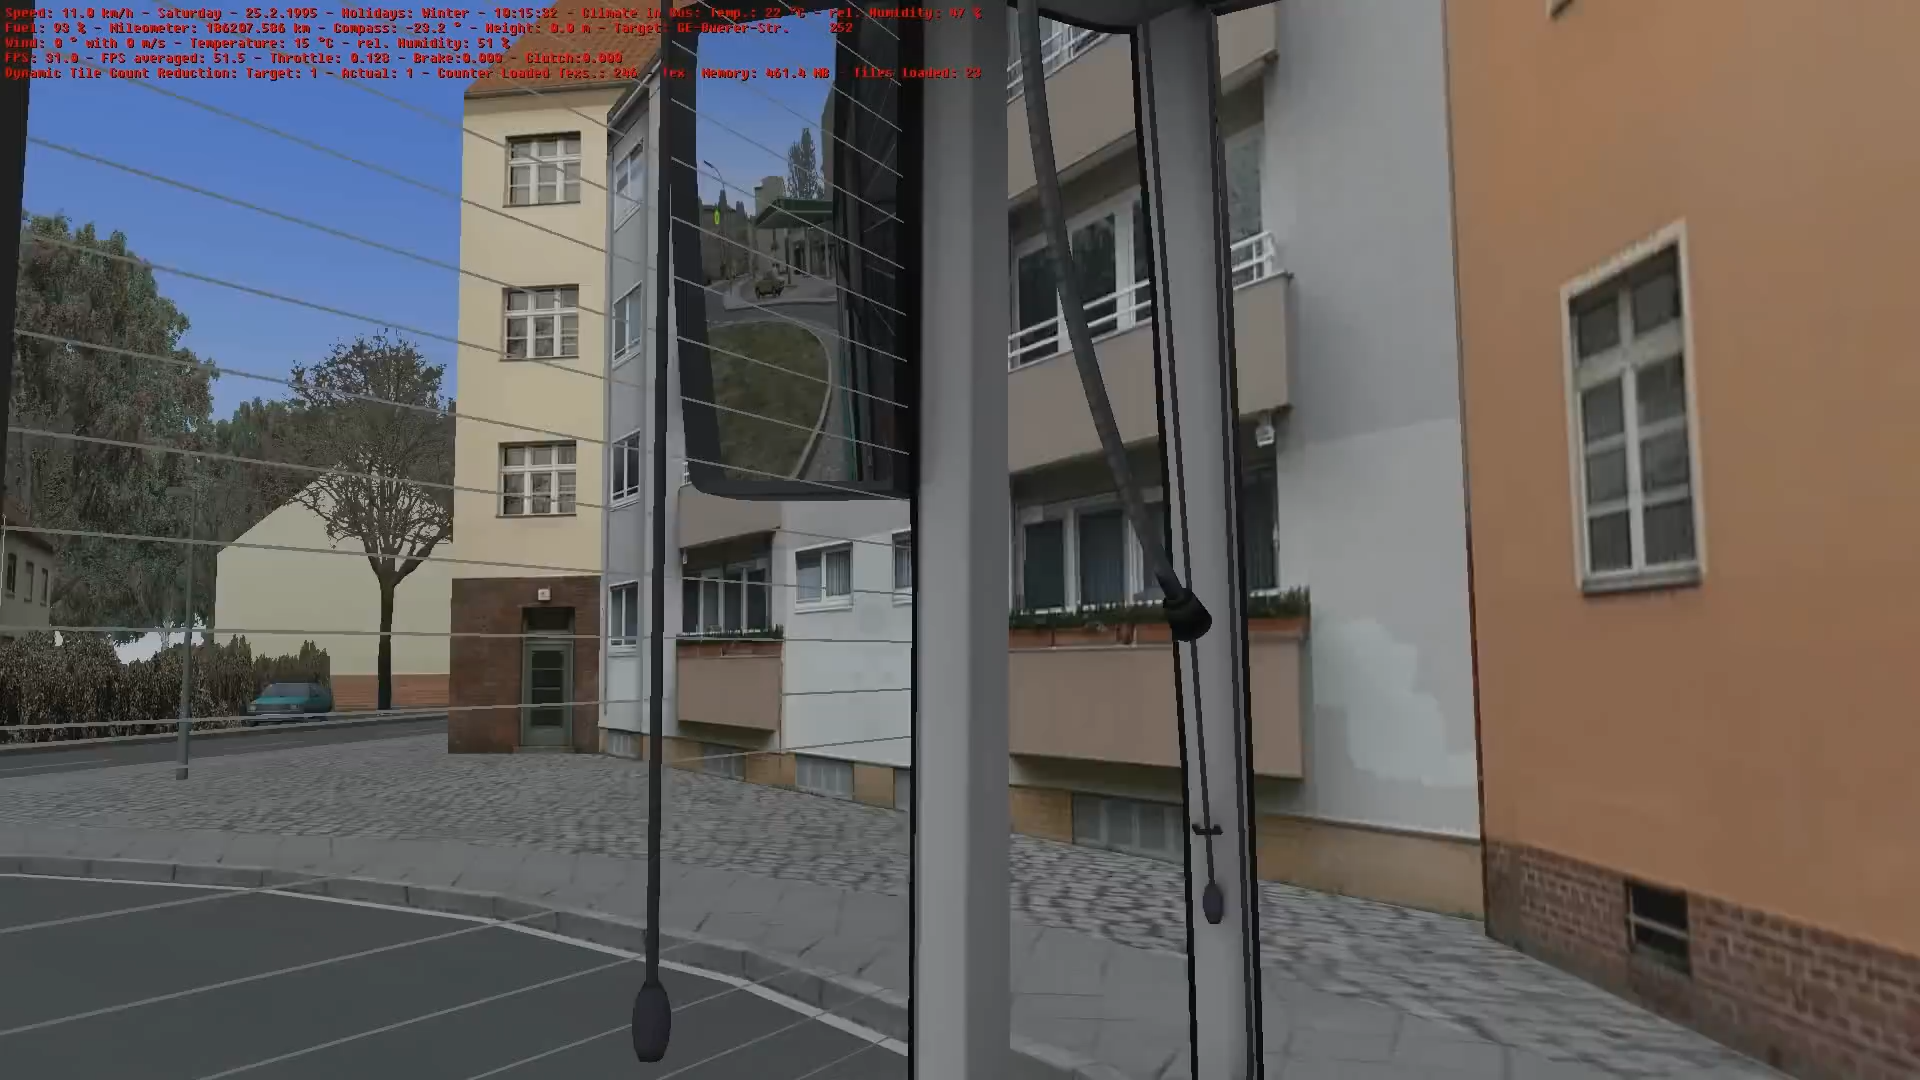 Speed: 11.0 km/h - Saturday - 25.2.1995 - Holidays: Winter - 10:15:32 - Climate In Bus: Temp.: 22 °C - rel. Humidity: 47 %
Fuel: 93 % - Kileometer: 186207.586 km - Compass: -23.2 ° - Height: 0.0 m - Target: GE-Buerer-Str. 252
Wind: 0 ° with 0 m/s - Temperature: 15 °C - rel. Humidity: 51 %
FPS: 31.0 - FPS averaged: 51.5 - Throttle: 0.128 - Brake:0.000 - Clutch:0.000
Dynamic Tile Count Reduction: Target: 1 - Actual: 1 - Counter Loaded Texs.: 246 - Tex Memory: 461.4 MB - Tiles Loaded: 23